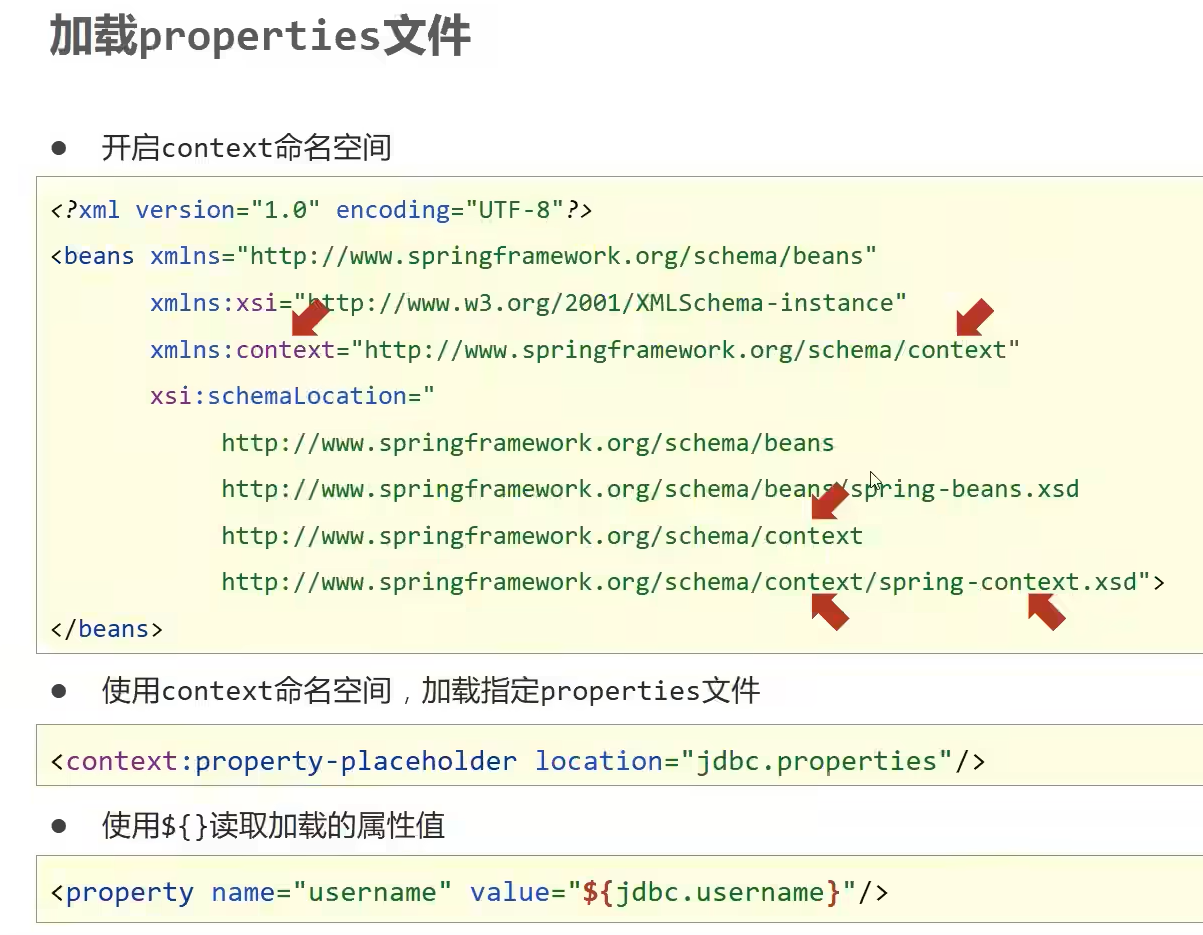 加载properties文件
● 开启context命名空间
<?xml version="1.0" encoding="UTF-8"?>
<beans xmlns="http://www.springframework.org/schema/beans"
xmlns:xsi="http://www.w3.org/2001/XMLSchema-instance"
xmlns:context="http://www.springframework.org/schema/context"
xsi:schemaLocation="
http://www.springframework.org/schema/beans
http://www.springframework.org/schema/beans/spring-beans.xsd
http://www.springframework.org/schema/context
http://www.springframework.org/schema/context/spring-context.xsd">
</beans>
● 使用context命名空间，加载指定properties文件
<context:property-placeholder location="jdbc.properties"/>
● 使用${}读取加载的属性值
<property name="username" value="${jdbc.username}"/>